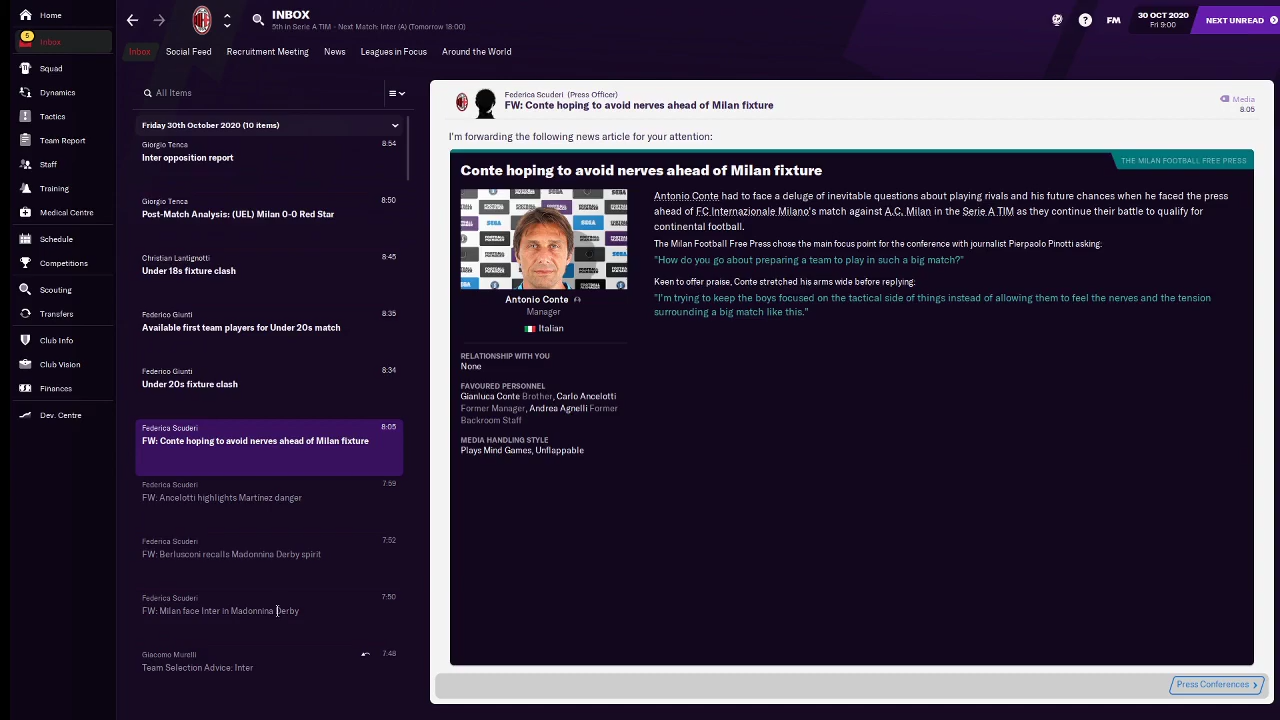 Home
5
Inbox
Squad
Dynamics
Tactics
Team Report
Staff
Training
Medical Centre
Schedule
Competitions
Scouting
Transfers
Club Info
Club Vision
Finances
Dev. Centre
INBOX
5th in Serie A TIM - Next Match: Inter (A) (Tomorrow 18:00)
? FM
30 OCT 2020
Fri 9:00
NEXT UNREAD
Inbox Social Feed Recruitment Meeting News Leagues in Focus Around the World
All Items
Friday 30th October 2020 (10 items)
Giorgio Tenca 8:54
Inter opposition report
Giorgio Tenca 8:50
Post-Match Analysis: (UEL) Milan 0-0 Red Star
Christian Lantignotti 8:45
Under 18s fixture clash
Federico Giunti 8:35
Available first team players for Under 20s match
Federico Giunti 8:34
Under 20s fixture clash
Federica Scuderi 8:05
FW: Conte hoping to avoid nerves ahead of Milan fixture
Federica Scuderi 7:59
FW: Ancelotti highlights Martínez danger
Federica Scuderi 7:52
FW: Berlusconi recalls Madonnina Derby spirit
Federica Scuderi 7:50
FW: Milan face Inter in Madonnina Derby
Giacomo Murelli 7:48
Team Selection Advice: Inter
Federica Scuderi (Press Officer)
FW: Conte hoping to avoid nerves ahead of Milan fixture
Media
8.05
I'm forwarding the following news article for your attention:
THE MILAN FOOTBALL FREE PRESS
Conte hoping to avoid nerves ahead of Milan fixture
Antonio Conte
Manager
Italian
RELATIONSHIP WITH YOU
None
FAVOURED PERSONNEL
Gianluca Conte Brother, Carlo Ancelotti
Former Manager, Andrea Agnelli Former
Backroom Staff
MEDIA HANDLING STYLE
Plays Mind Games, Unflappable
Antonio Conte had to face a deluge of inevitable questions about playing rivals and his future chances when he faced the press
ahead of FC Internazionale Milano's match against A.C. Milan in the Serie A TIM as they continue their battle to qualify for
continental football.
The Milan Football Free Press chose the main focus point for the conference with journalist Pierpaolo Pinotti asking:
"How do you go about preparing a team to play in such a big match?"
Keen to offer praise, Conte stretched his arms wide before replying.
"I'm trying to keep the boys focused on the tactical side of things instead of allowing them to feel the nerves and the tension
surrounding a big match like this."
Press Conferences